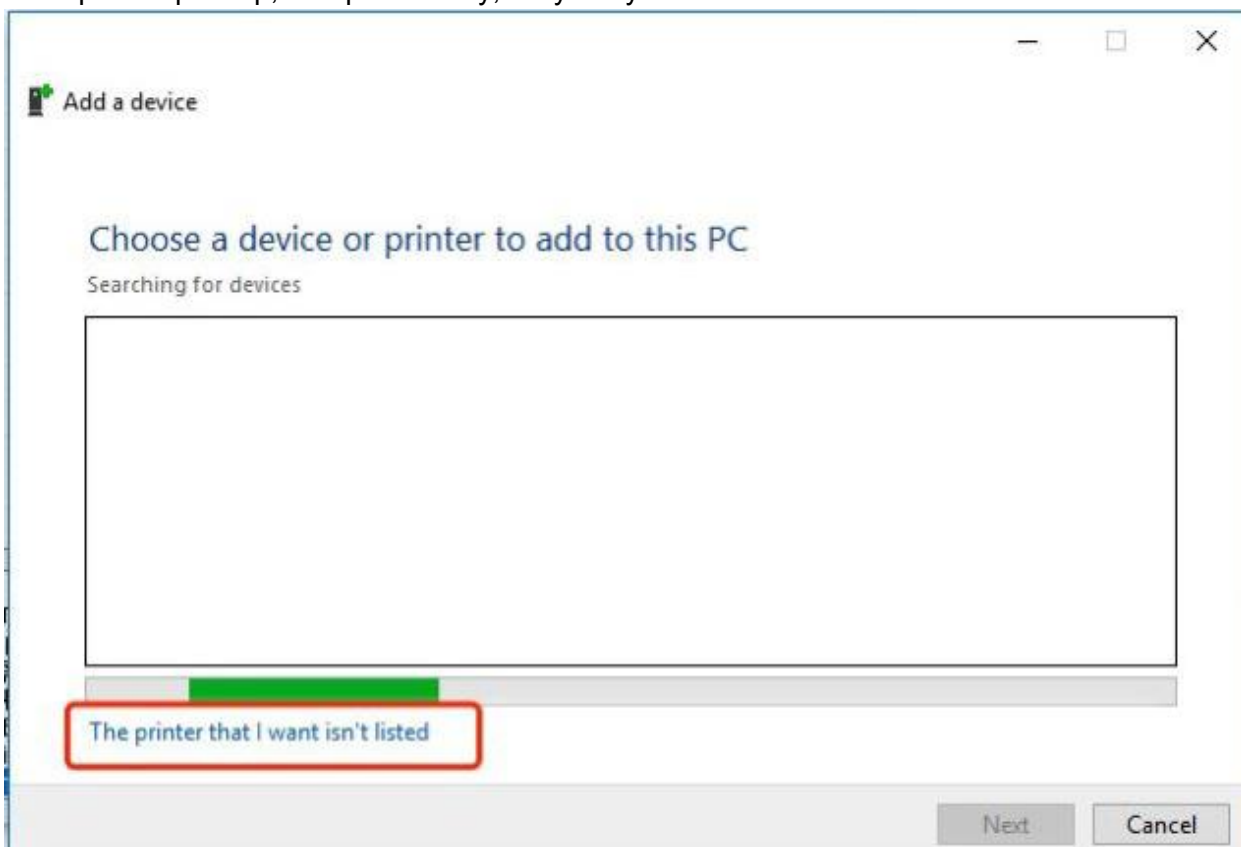 Add a device
Choose a device or printer to add to this PC
Searching for devices
The printer that I want isn't listed
Next
Cancel